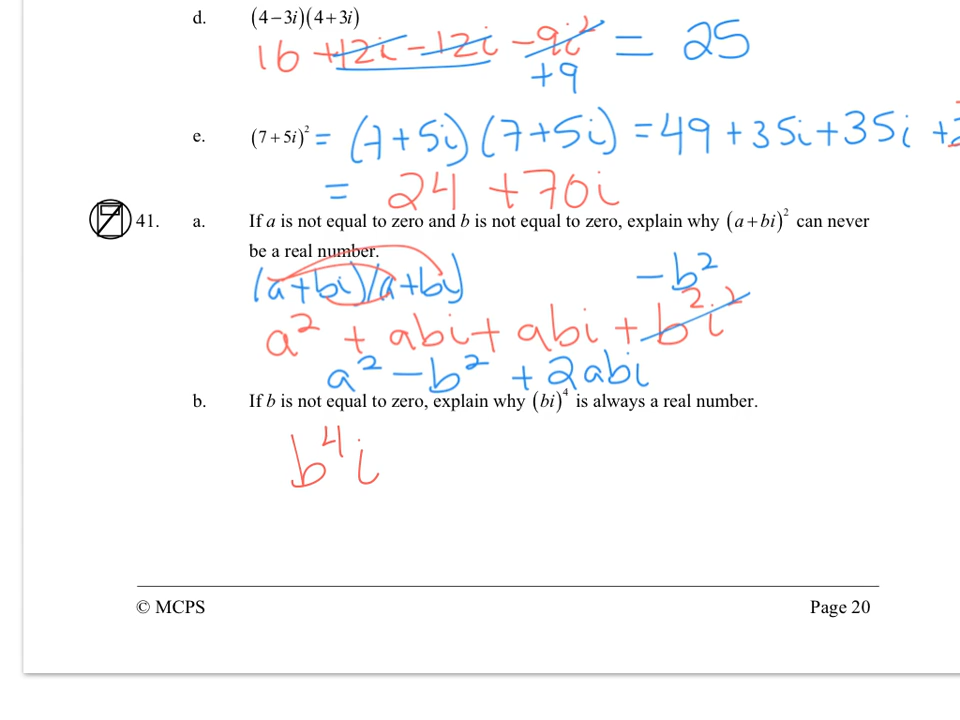 d. (4−3i)(4+3i)
16 +12i −12i −9i² = 25
+9
e. (7+5i)² = (7+5i)(7+5i) = 49 +35i+35i +
= 24 +70i
41. a. If a is not equal to zero and b is not equal to zero, explain why (a+bi)² can never
be a real number.
(a+bi)(a+bi) −b²
a² + abi + abi + b²i²
a² − b² + 2abi
b. If b is not equal to zero, explain why (bi)⁴ is always a real number.
b⁴i
© MCPS Page 20